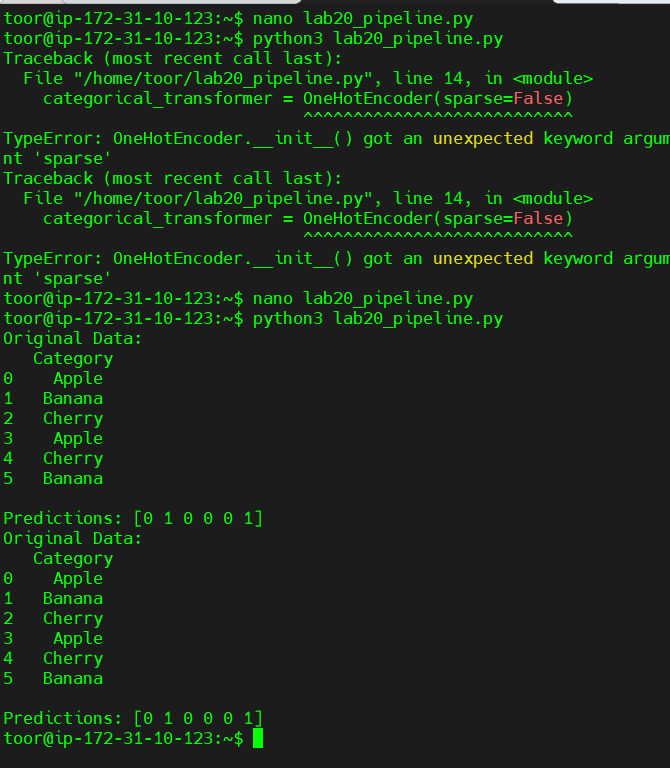 toor@ip-172-31-10-123:~$ nano lab20_pipeline.py
toor@ip-172-31-10-123:~$ python3 lab20_pipeline.py
Traceback (most recent call last):
  File "/home/toor/lab20_pipeline.py", line 14, in <module>
    categorical_transformer = OneHotEncoder(sparse=False)
                              ^^^^^^^^^^^^^^^^^^^^^^^^^^^
TypeError: OneHotEncoder.__init__() got an unexpected keyword argum
nt 'sparse'
Traceback (most recent call last):
  File "/home/toor/lab20_pipeline.py", line 14, in <module>
    categorical_transformer = OneHotEncoder(sparse=False)
                              ^^^^^^^^^^^^^^^^^^^^^^^^^^^
TypeError: OneHotEncoder.__init__() got an unexpected keyword argum
nt 'sparse'
toor@ip-172-31-10-123:~$ nano lab20_pipeline.py
toor@ip-172-31-10-123:~$ python3 lab20_pipeline.py
Original Data:
   Category
0    Apple
1   Banana
2   Cherry
3    Apple
4   Cherry
5   Banana

Predictions: [0 1 0 0 0 1]
Original Data:
   Category
0    Apple
1   Banana
2   Cherry
3    Apple
4   Cherry
5   Banana

Predictions: [0 1 0 0 0 1]
toor@ip-172-31-10-123:~$